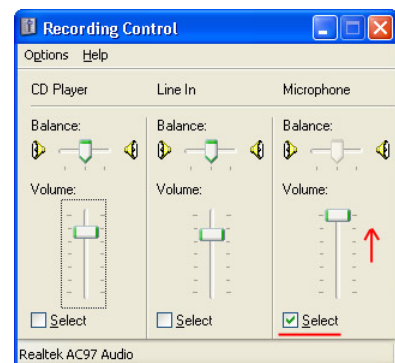 Recording Control
Options Help
CD Player Line In Microphone
Balance: Balance: Balance:
Volume: Volume: Volume:
Select Select Select
Realtek AC97 Audio